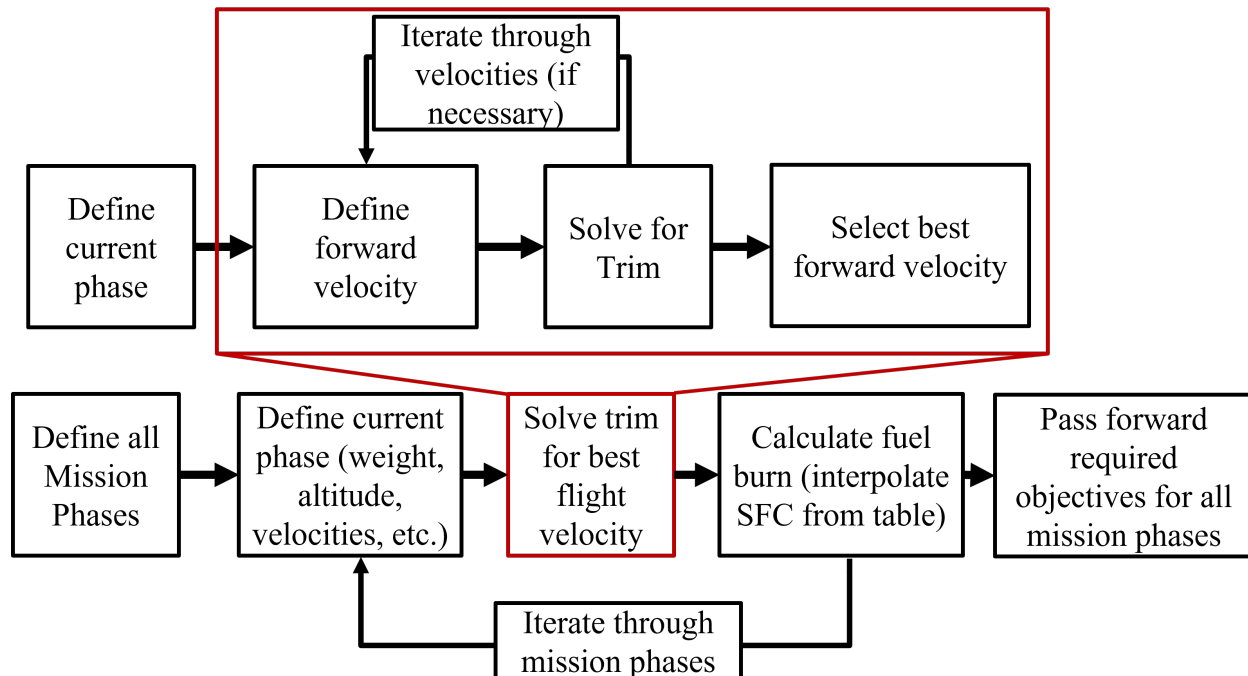 Iterate through
velocities (if
necessary)
Define
current
phase
Define
forward
velocity
Solve for
Trim
Select best
forward velocity
Define all
Mission
Phases
Define current
phase (weight,
altitude,
velocities, etc.)
Solve trim
for best
flight
velocity
Calculate fuel
burn (interpolate
SFC from table)
Pass forward
required
objectives for all
mission phases
Iterate through
mission phases